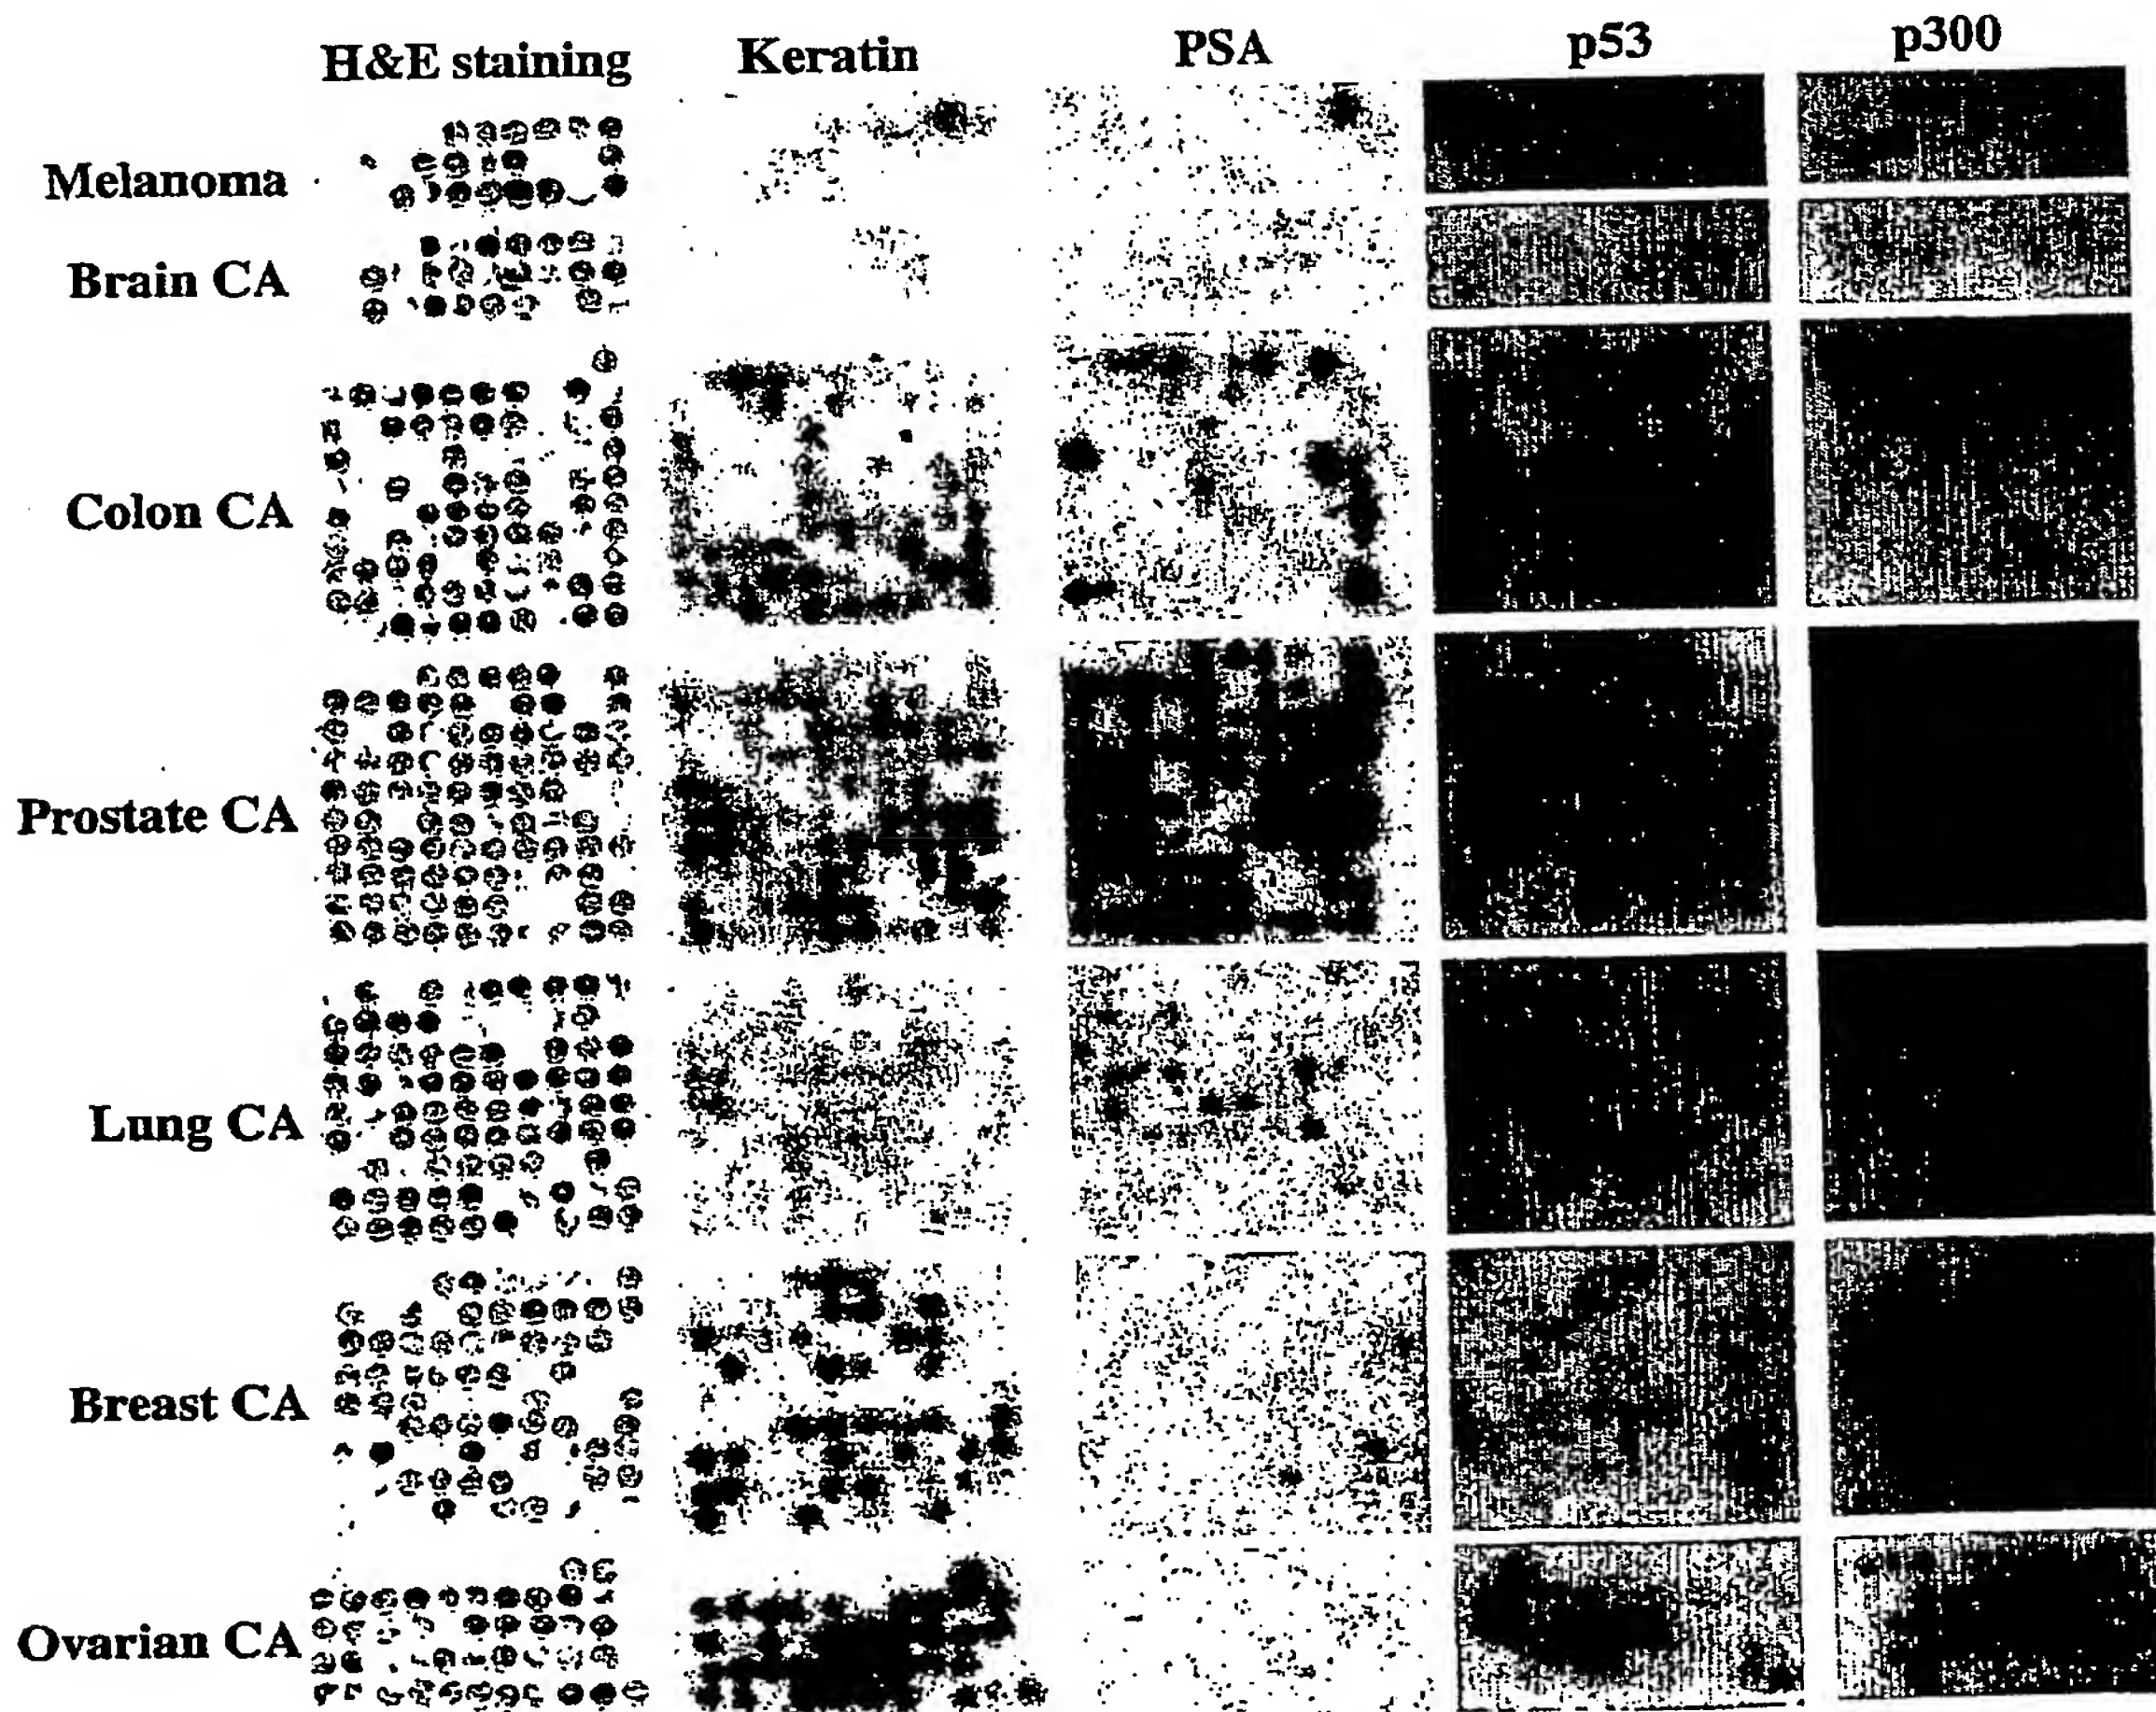 H&E staining Keratin PSA p53 p300
Melanoma
Brain CA
Colon CA
Prostate CA
Lung CA
Breast CA
Ovarian CA